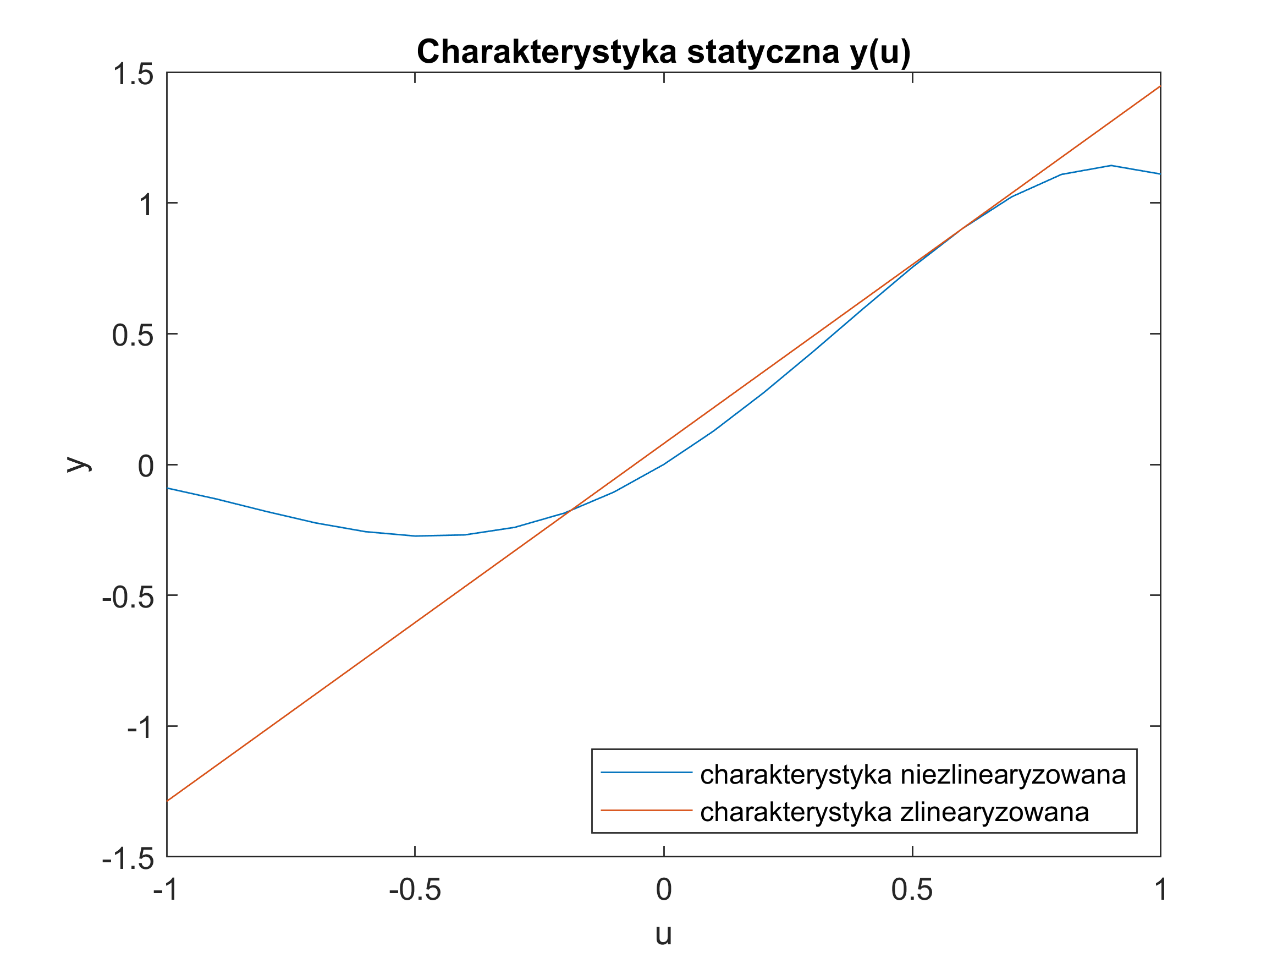 Charakterystyka statyczna y(u)
1.5
1
0.5
0
-0.5
-1
-1.5
y
-1
-0.5
0
0.5
1
u
charakterystyka niezlinearyzowana
charakterystyka zlinearyzowana